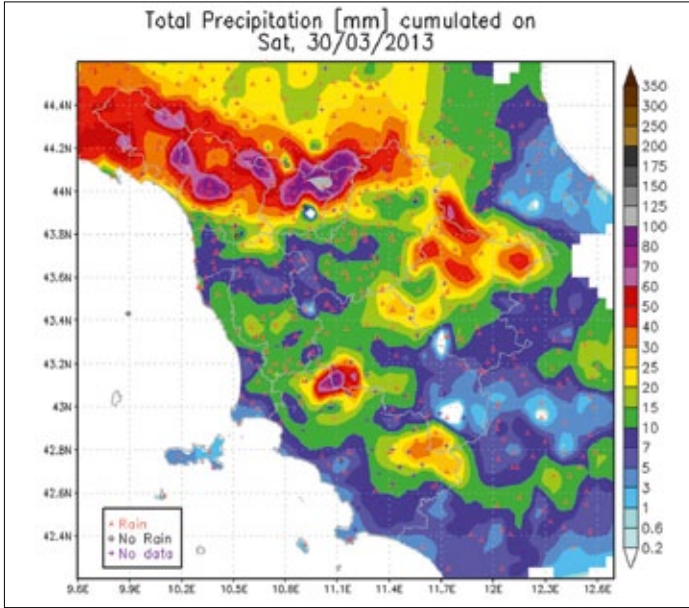 Total Precipitation [mm] cumulated on
Sat, 30/03/2013
44.4N
44.2N
44N
43.8N
43.6N
43.4N
43.2N
43N
42.8N
42.6N
42.4N
9.6E 9.9E 10.2E 10.5E 10.8E 11.1E 11.4E 11.7E 12E 12.3E 12.6E
Rain
No Rain
No data
350
300
250
200
175
150
125
100
80
70
60
50
40
30
25
20
15
10
7
5
3
1
0.6
0.2